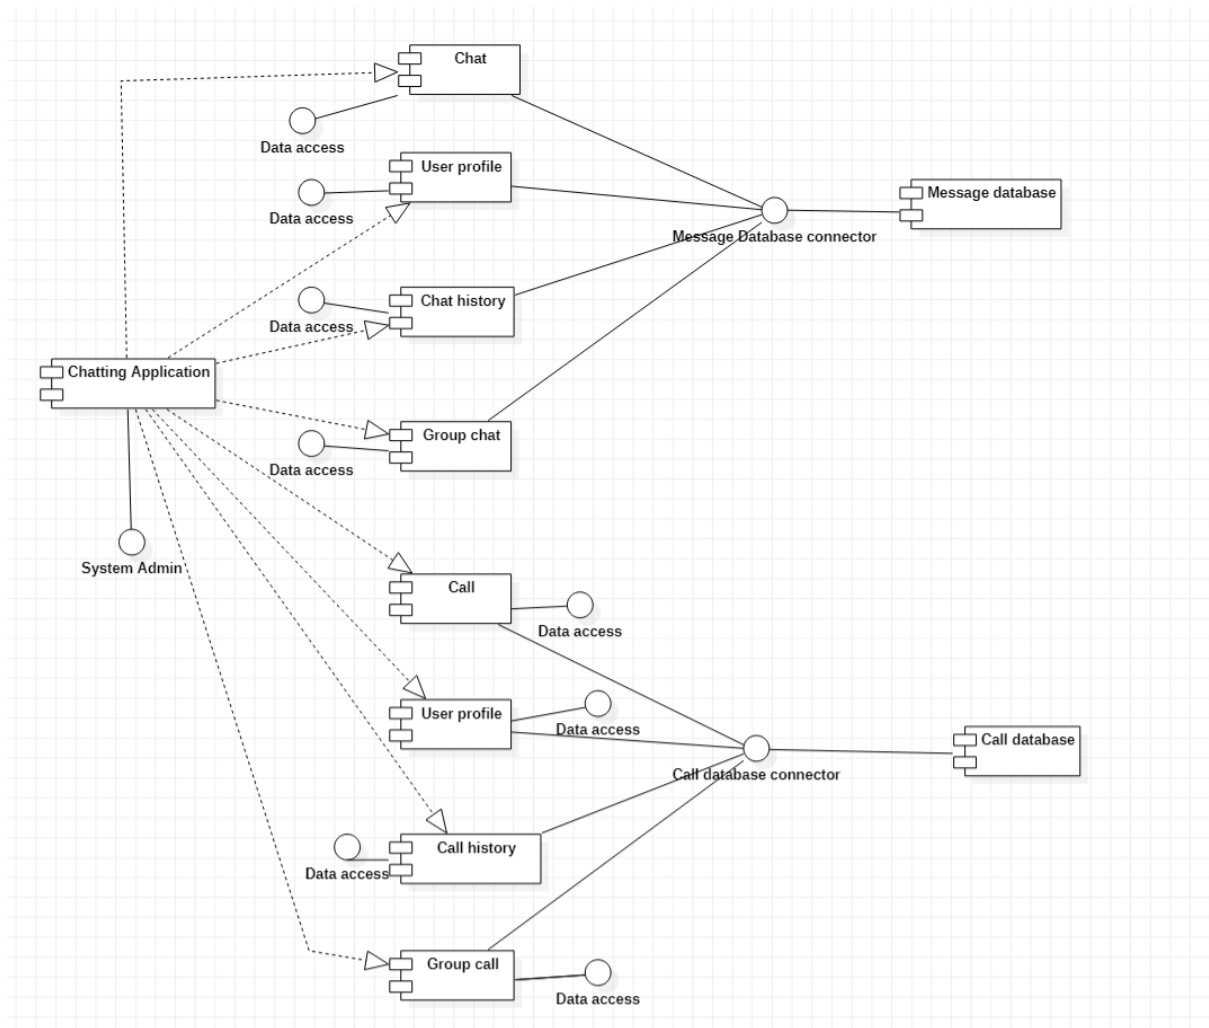 Chat
Data access
User profile
Data access
Message database
Message Database connector
Chat history
Data access
Chatting Application
Group chat
Data access
System Admin
Call
Data access
User profile
Data access
Call database
Call database connector
Call history
Data access
Group call
Data access